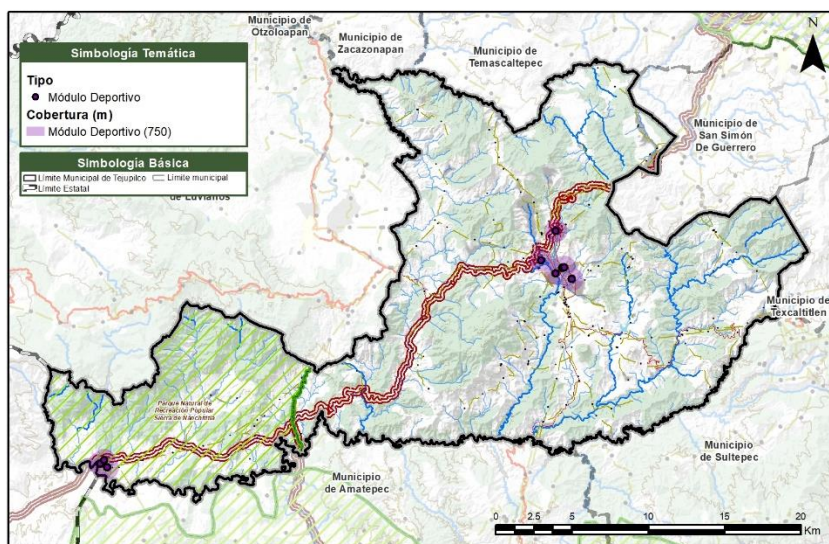 Municipio de
Otzoloapan
Municipio de
Zacazonapan
Municipio de
Temascaltepec
N
Simbología Temática
Tipo
Módulo Deportivo
Cobertura (m)
Módulo Deportivo (750)
Simbología Básica
Límite Municipal de Tejupilco
Límite municipal
Límite Estatal
de Luvianos
Municipio de
San Simón
De Guerrero
Municipio de
Texcaltitlen
Parque Natural de
Recreación Popular
Sierra de Nanchititla
Municipio
de Amatepec
Municipio
de Sultepec
0 2.5 5 10 15 20
Km